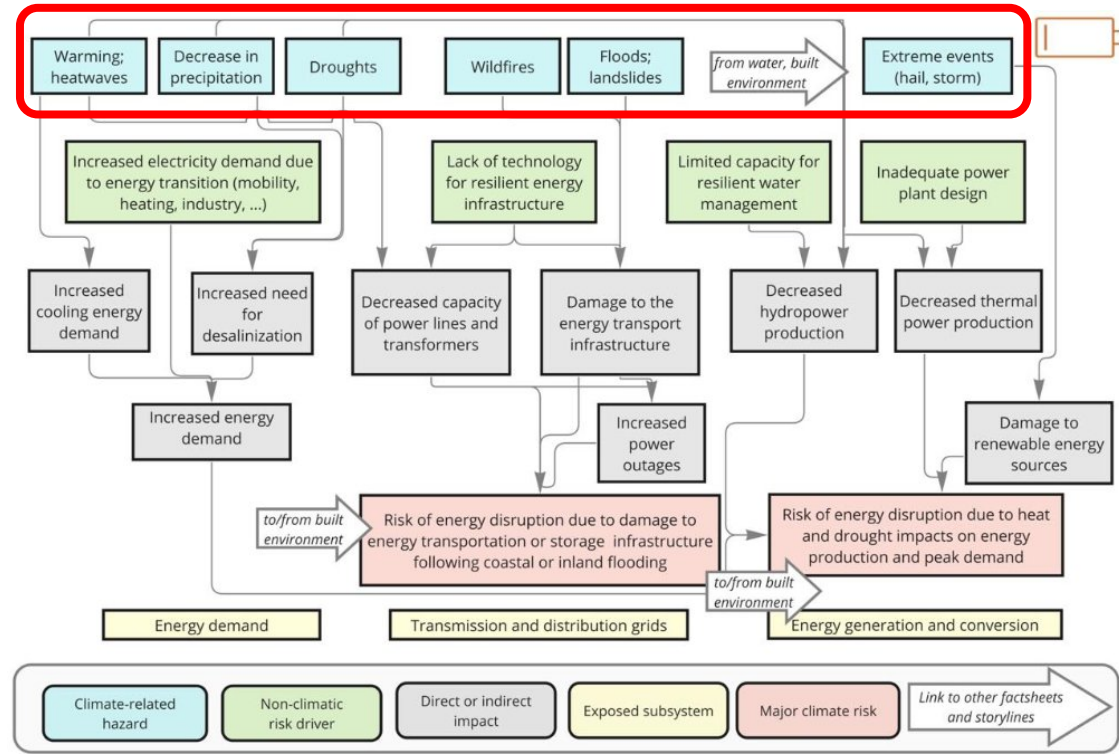 Warming;
heatwaves
Decrease in
precipitation
Droughts
Wildfires
Floods;
landslides
from water, built
environment
Extreme events
(hail, storm)
Increased electricity demand due
to energy transition (mobility,
heating, industry, ...)
Lack of technology
for resilient energy
infrastructure
Limited capacity for
resilient water
management
Inadequate power
plant design
Increased
cooling energy
demand
Increased need
for
desalinization
Decreased capacity
of power lines and
transformers
Damage to the
energy transport
infrastructure
Decreased
hydropower
production
Decreased thermal
power production
Increased energy
demand
Increased
power
outages
Damage to
renewable energy
sources
to/from built
environment
Risk of energy disruption due to damage to
energy transportation or storage infrastructure
following coastal or inland flooding
Risk of energy disruption due to heat
and drought impacts on energy
production and peak demand
to/from built
environment
Energy demand
Transmission and distribution grids
Energy generation and conversion
Climate-related
hazard
Non-climatic
risk driver
Direct or indirect
impact
Exposed subsystem
Major climate risk
Link to other factsheets
and storylines